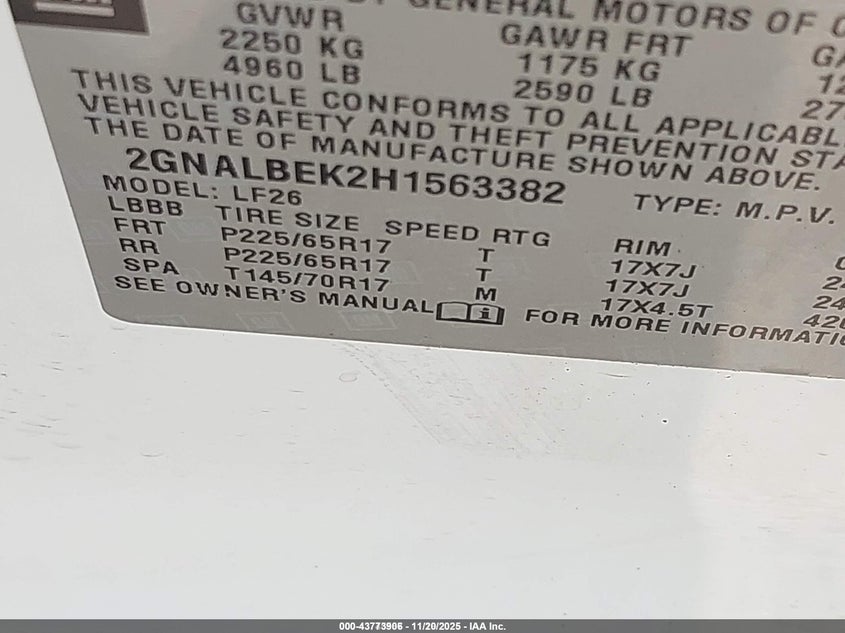 GENERAL MOTORS OF
GVWR GAWR FRT
2250 KG 1175 KG
4960 LB 2590 LB
THIS VEHICLE CONFORMS TO ALL
VEHICLE SAFETY AND THEFT PREVENTION
THE DATE OF MANUFACTURE SHOWN ABOVE.
2GNALBEK2H1563382 TYPE: M.P.V.
MODEL: LF26
LBBB TIRE SIZE SPEED RTG RIM
FRT P225/65R17 T 17X7J
RR P225/65R17 T 17X7J
SPA T145/70R17 M 17X4.5T
SEE OWNER'S MANUAL i FOR MORE
000-43773906 - 11/20/2025 - IAA Inc.